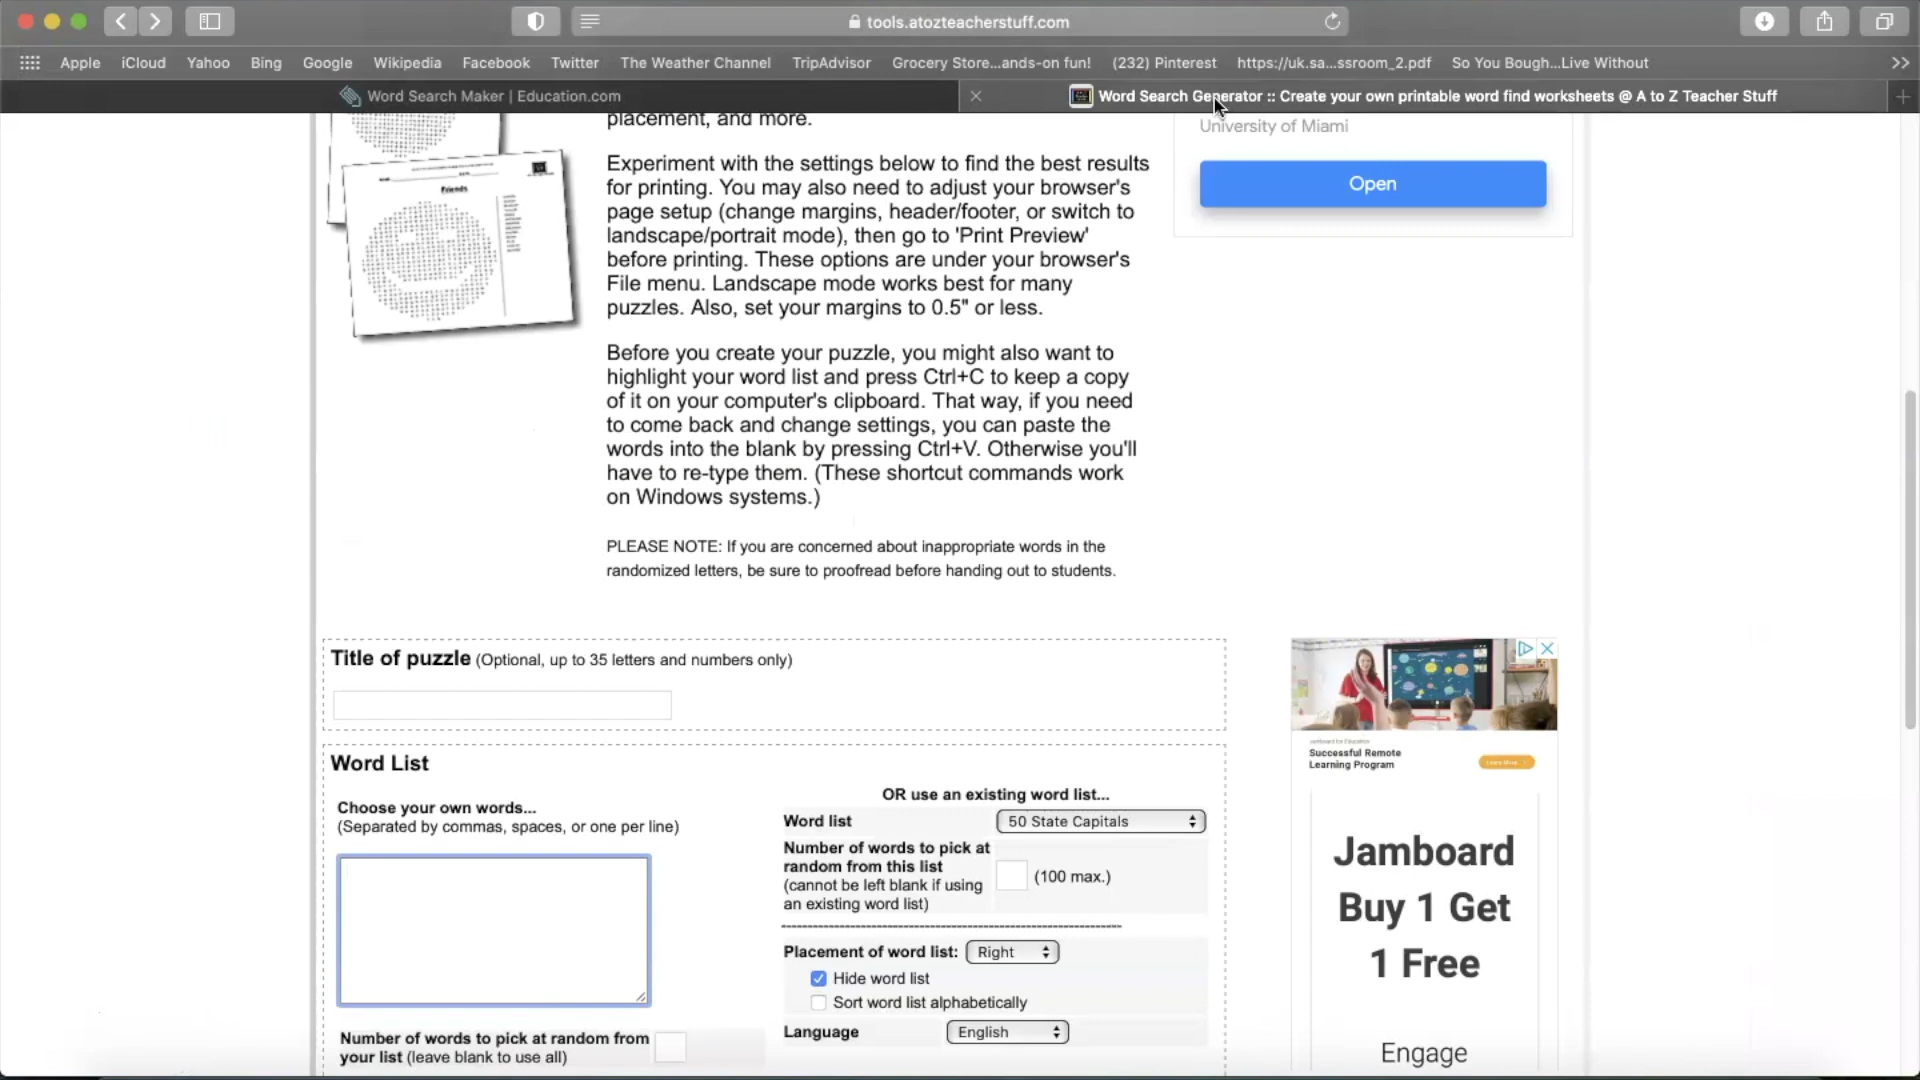 tools.atozteacherstuff.com
Apple iCloud Yahoo Bing Google Wikipedia Facebook Twitter The Weather Channel TripAdvisor Grocery Store...ands-on fun! (232) Pinterest https://uk.sa...ssroom_2.pdf So You Bough...Live Without
Word Search Maker | Education.com
Word Search Generator :: Create your own printable word find worksheets @ A to Z Teacher Stuff
placement, and more.
Experiment with the settings below to find the best results
for printing. You may also need to adjust your browser's
page setup (change margins, header/footer, or switch to
landscape/portrait mode), then go to 'Print Preview'
before printing. These options are under your browser's
File menu. Landscape mode works best for many
puzzles. Also, set your margins to 0.5" or less.
Before you create your puzzle, you might also want to
highlight your word list and press Ctrl+C to keep a copy
of it on your computer's clipboard. That way, if you need
to come back and change settings, you can paste the
words into the blank by pressing Ctrl+V. Otherwise you'll
have to re-type them. (These shortcut commands work
on Windows systems.)
PLEASE NOTE: If you are concerned about inappropriate words in the
randomized letters, be sure to proofread before handing out to students.
University of Miami
Open
Friends
Title of puzzle (Optional, up to 35 letters and numbers only)
Word List
Choose your own words...
(Separated by commas, spaces, or one per line)
Number of words to pick at random from
your list (leave blank to use all)
OR use an existing word list...
Word list 50 State Capitals
Number of words to pick at
random from this list
(cannot be left blank if using
an existing word list)
(100 max.)
Placement of word list: Right
Hide word list
Sort word list alphabetically
Language English
Jamboard for Education
Successful Remote
Learning Program
Learn More
Jamboard
Buy 1 Get
1 Free
Engage